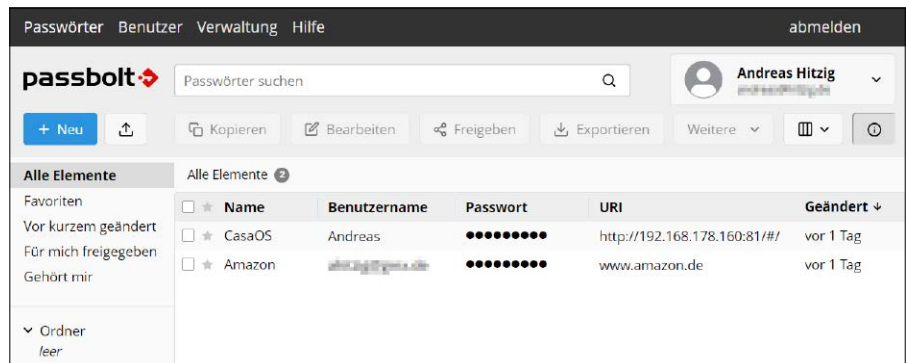 Passwörter Benutzer Verwaltung Hilfe abmelden
passbolt Passwörter suchen Andreas Hitzig
+ Neu Kopieren Bearbeiten Freigeben Exportieren Weitere
Alle Elemente Alle Elemente 2
Favoriten Name Benutzername Passwort URI Geändert
Vor kurzem geändert CasaOS Andreas ●●●●●●●●● http://192.168.178.160:81/#/ vor 1 Tag
Für mich freigegeben
Amazon ●●●●●●●●● www.amazon.de vor 1 Tag
Gehört mir
Ordner
leer